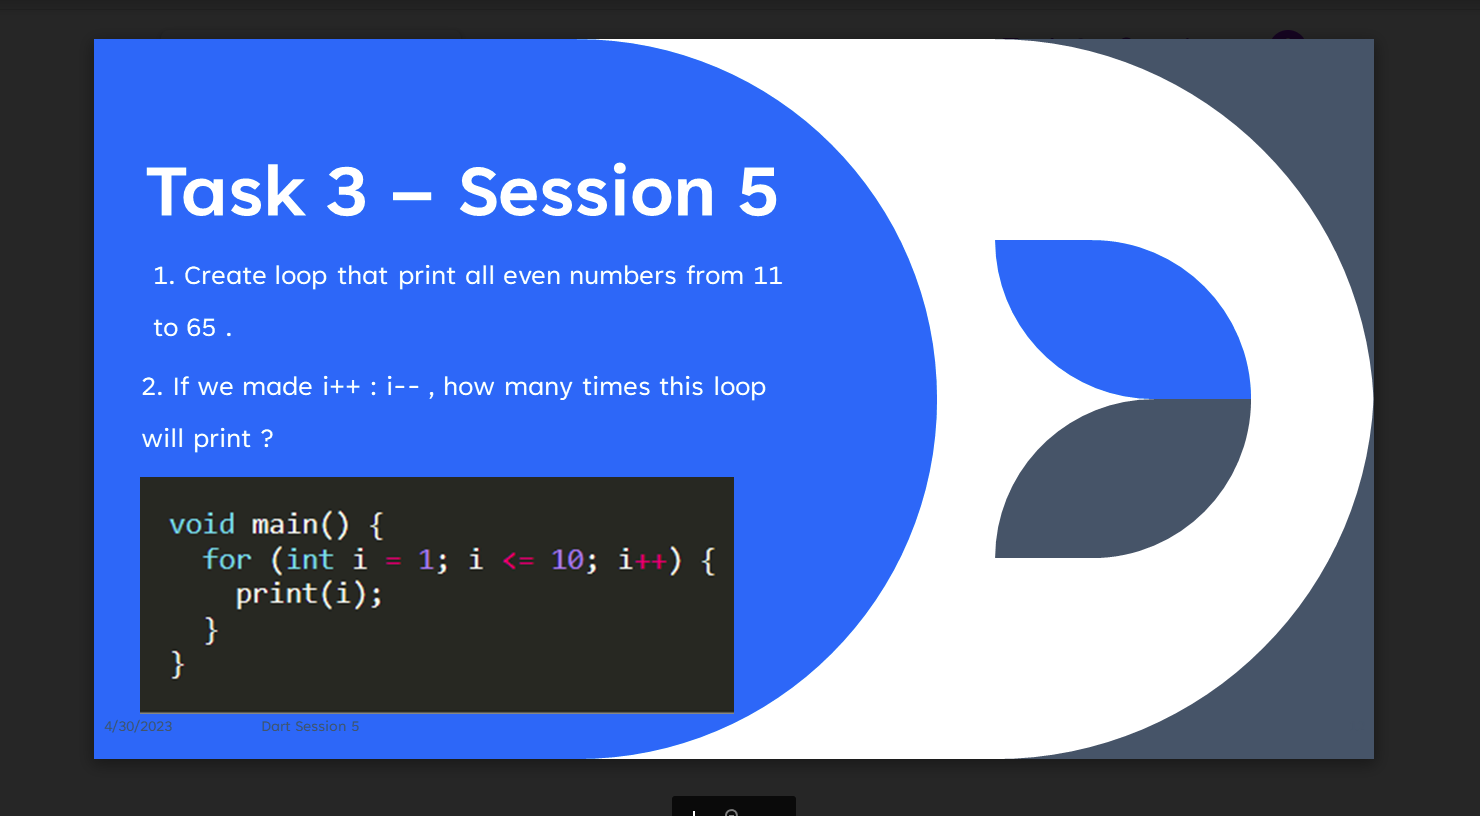 Task 3 – Session 5
1. Create loop that print all even numbers from 11
to 65 .
2. If we made i++ : i-- , how many times this loop
will print ?
void main() {
  for (int i = 1; i <= 10; i++) {
    print(i);
  }
}
4/30/2023 Dart Session 5